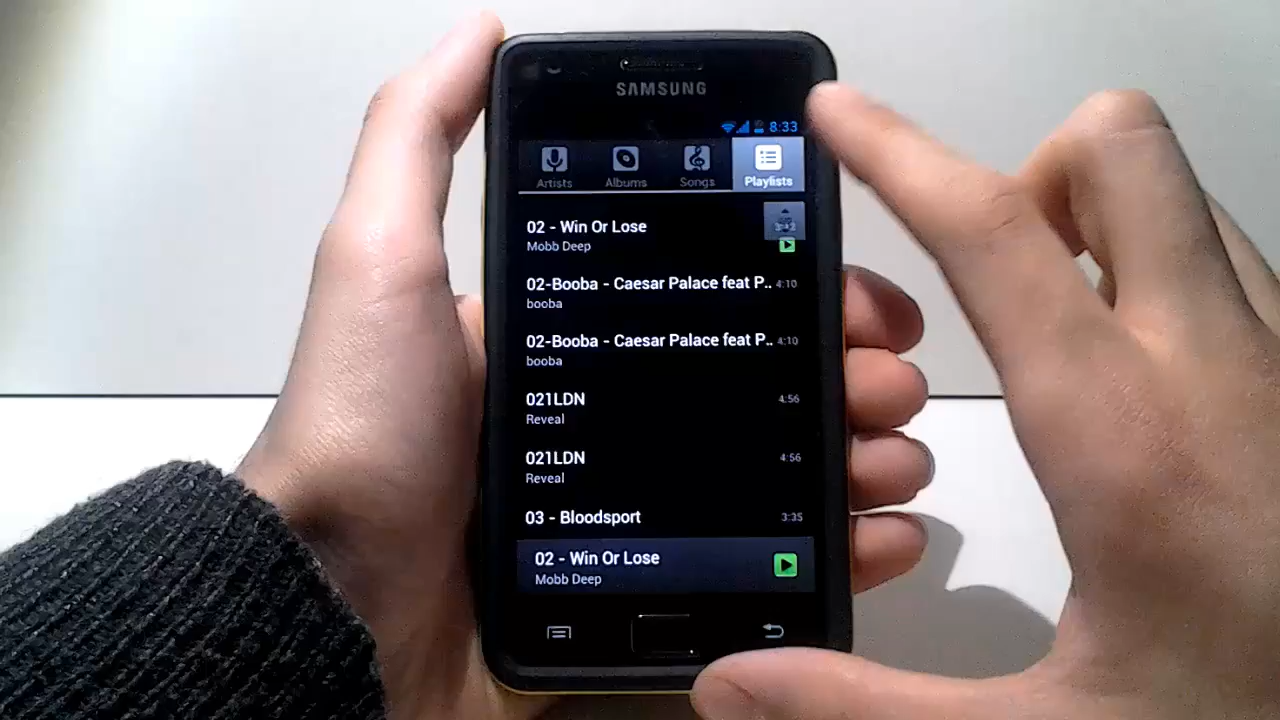 SAMSUNG
8:33
Artists Albums Songs Playlists
02 - Win Or Lose
Mobb Deep
02-Booba - Caesar Palace feat P.. 4:10
booba
02-Booba - Caesar Palace feat P.. 4:10
booba
021LDN 4:56
Reveal
021LDN 4:56
Reveal
03 - Bloodsport 3:35
02 - Win Or Lose
Mobb Deep